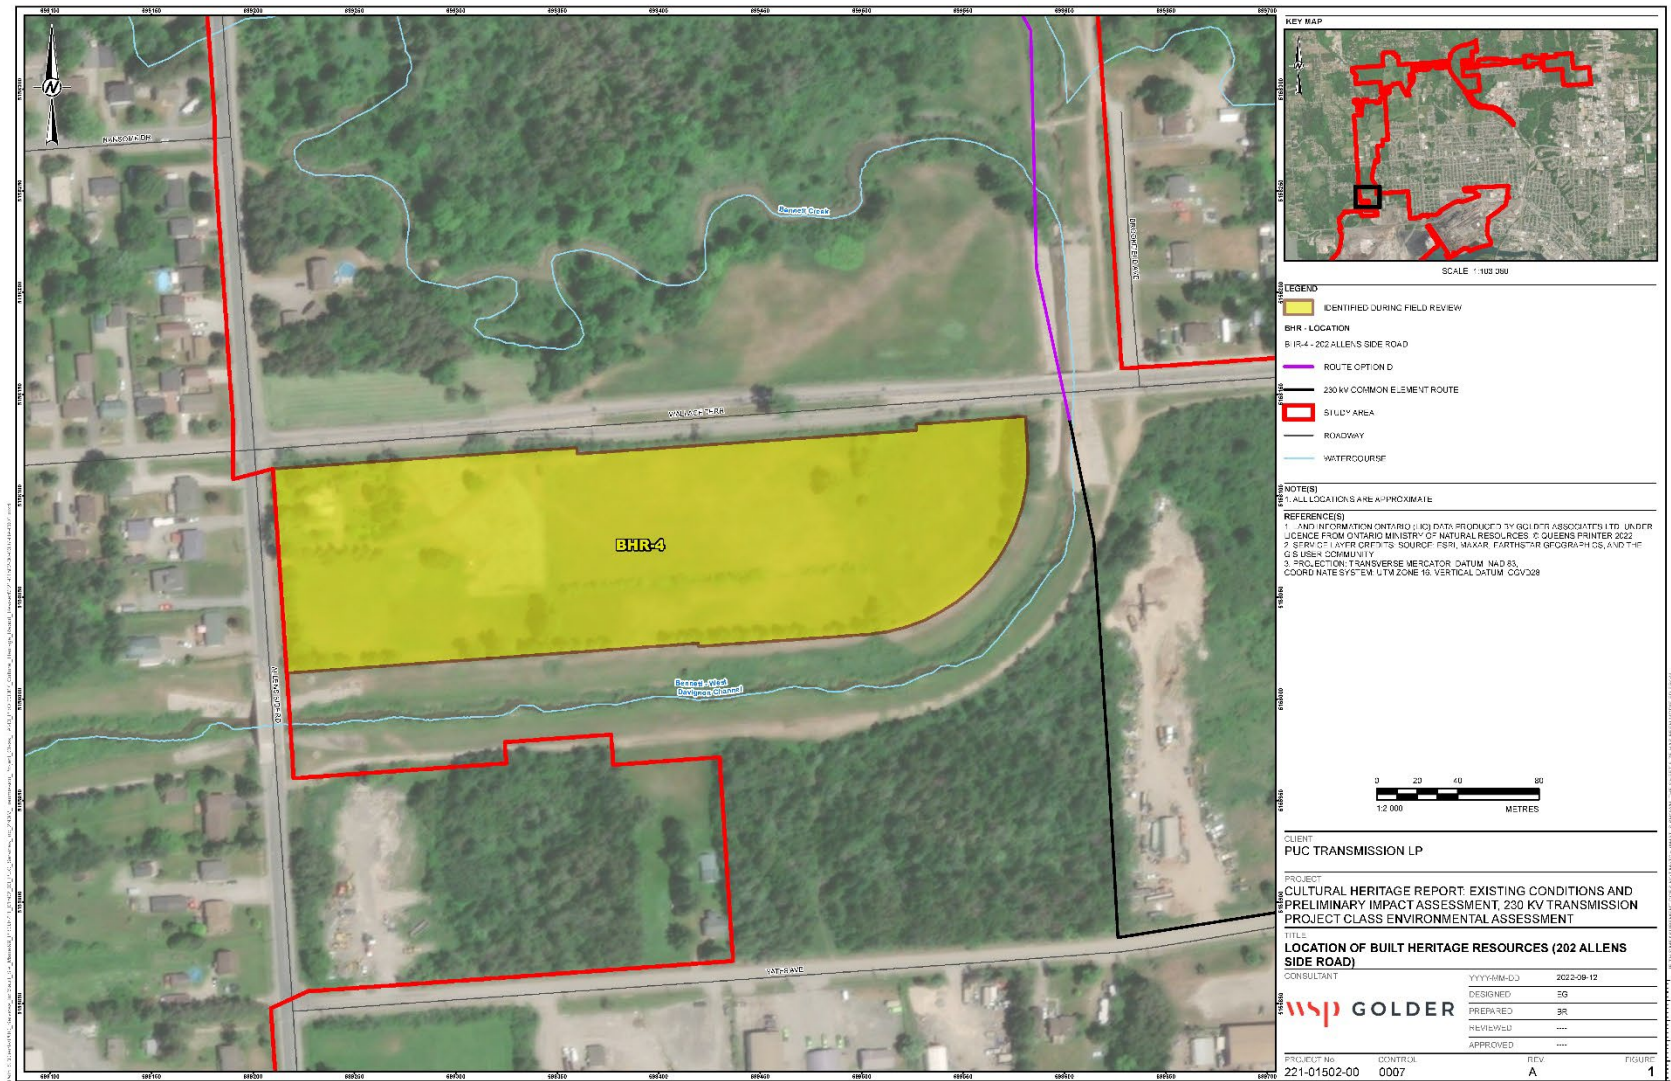 Bennett Creek
WALLACE TERR
BHR-4
Bennett -West
Davignon Channel
ALLENS SIDE RD
YATES AVE
KEY MAP
LEGEND
IDENTIFIED DURING FIELD REVIEW
BHR - LOCATION
BHR-4 - 202 ALLENS SIDE ROAD
ROUTE OPTION D
230 kV COMMON ELEMENT ROUTE
STUDY AREA
ROADWAY
WATERCOURSE
NOTE(S)
1. ALL LOCATIONS ARE APPROXIMATE
REFERENCE(S)
1. LAND INFORMATION ONTARIO (LIO) DATA PRODUCED BY GOLDER ASSOCIATES LTD. UNDER
LICENCE FROM ONTARIO MINISTRY OF NATURAL RESOURCES, © QUEENS PRINTER 2022
2. SERVICE LAYER CREDITS: SOURCE: ESRI, MAXAR, EARTHSTAR GEOGRAPHICS, AND THE
GIS USER COMMUNITY
3. PROJECTION: TRANSVERSE MERCATOR DATUM: NAD 83,
COORDINATE SYSTEM: UTM ZONE 16, VERTICAL DATUM: CGVD28
0 20 40 80
1:2 000 METRES
CLIENT
PUC TRANSMISSION LP
PROJECT
CULTURAL HERITAGE REPORT: EXISTING CONDITIONS AND
PRELIMINARY IMPACT ASSESSMENT, 230 KV TRANSMISSION
PROJECT CLASS ENVIRONMENTAL ASSESSMENT
TITLE
LOCATION OF BUILT HERITAGE RESOURCES (202 ALLENS
SIDE ROAD)
CONSULTANT
wsp GOLDER
YYYY-MM-DD 2022-09-12
DESIGNED EG
PREPARED BR
REVIEWED ----
APPROVED ----
PROJECT No. CONTROL REV. FIGURE
221-01502-00 0007 A 1